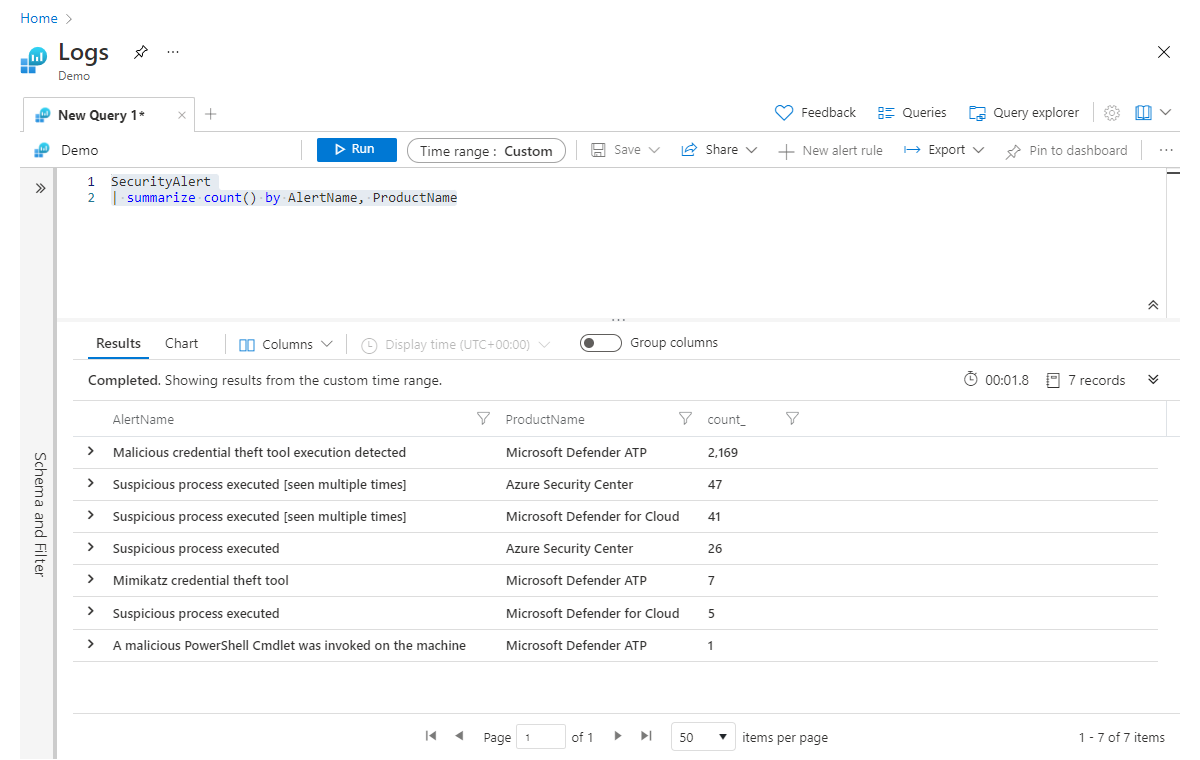 Home
Logs
Demo
New Query 1*
Feedback
Queries
Query explorer
Demo
Run
Time range : Custom
Save
Share
New alert rule
Export
Pin to dashboard
1 SecurityAlert
2 | summarize count() by AlertName, ProductName
Schema and Filter
Results
Chart
Columns
Display time (UTC+00:00)
Group columns
Completed. Showing results from the custom time range.
00:01.8
7 records
AlertName ProductName count_
Malicious credential theft tool execution detected Microsoft Defender ATP 2,169
Suspicious process executed [seen multiple times] Azure Security Center 47
Suspicious process executed [seen multiple times] Microsoft Defender for Cloud 41
Suspicious process executed Azure Security Center 26
Mimikatz credential theft tool Microsoft Defender ATP 7
Suspicious process executed Microsoft Defender for Cloud 5
A malicious PowerShell Cmdlet was invoked on the machine Microsoft Defender ATP 1
Page 1 of 1
50 items per page
1 - 7 of 7 items